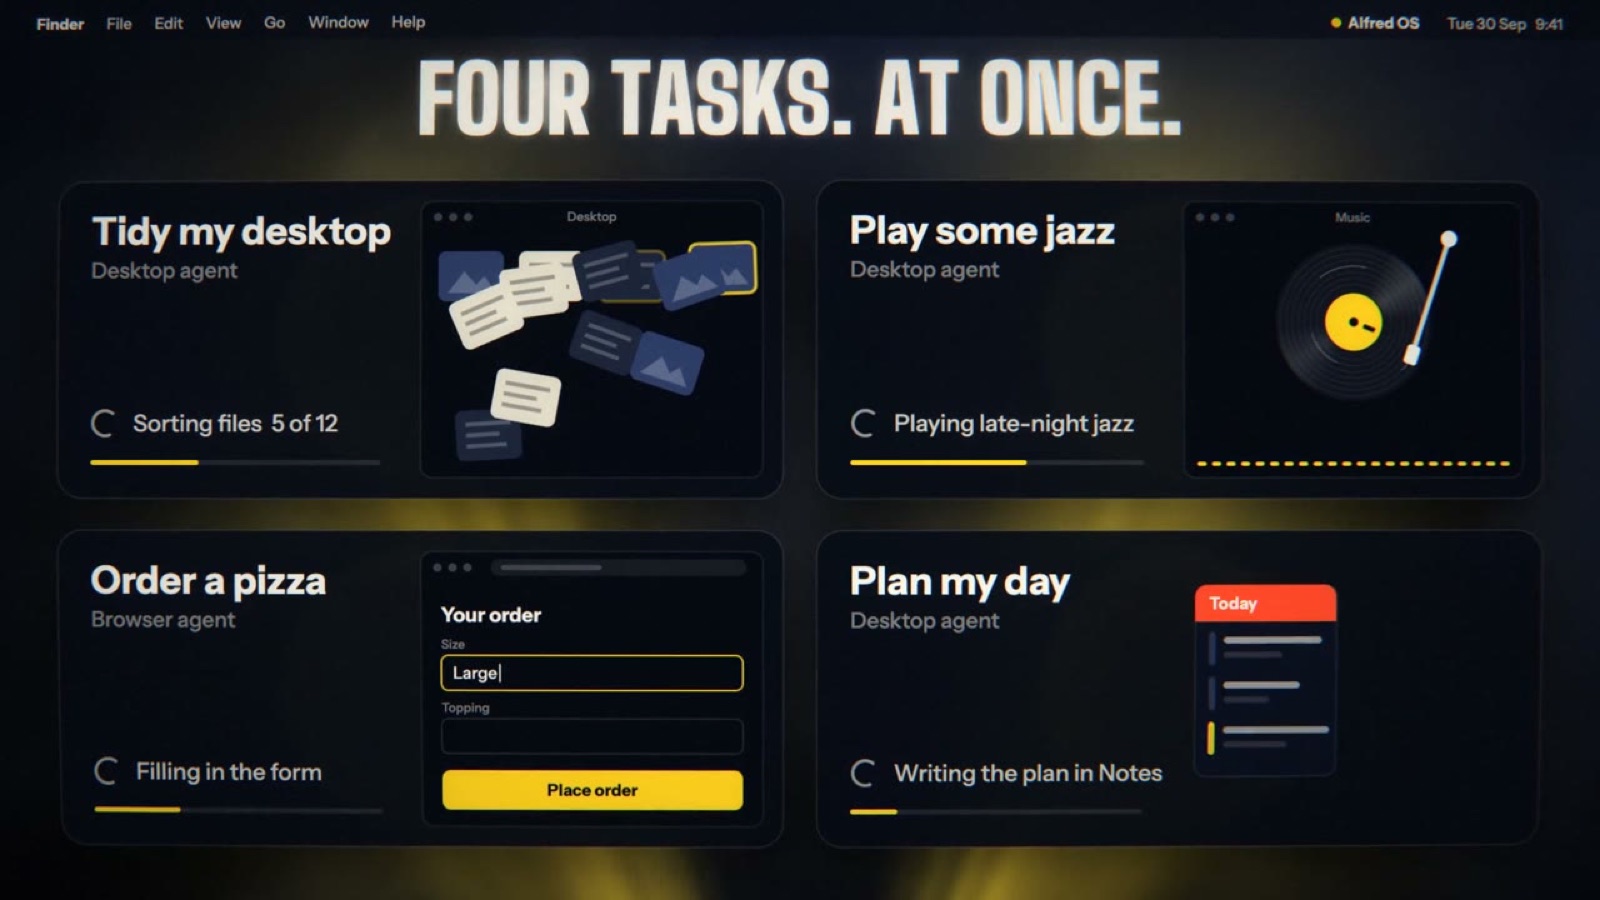 Finder File Edit View Go Window Help
Alfred OS Tue 30 Sep 9:41
FOUR TASKS. AT ONCE.
Tidy my desktop
Desktop agent
Sorting files 5 of 12
Desktop
Play some jazz
Desktop agent
Playing late-night jazz
Music
Order a pizza
Browser agent
Filling in the form
Your order
Size
Large
Topping
Place order
Plan my day
Desktop agent
Writing the plan in Notes
Today